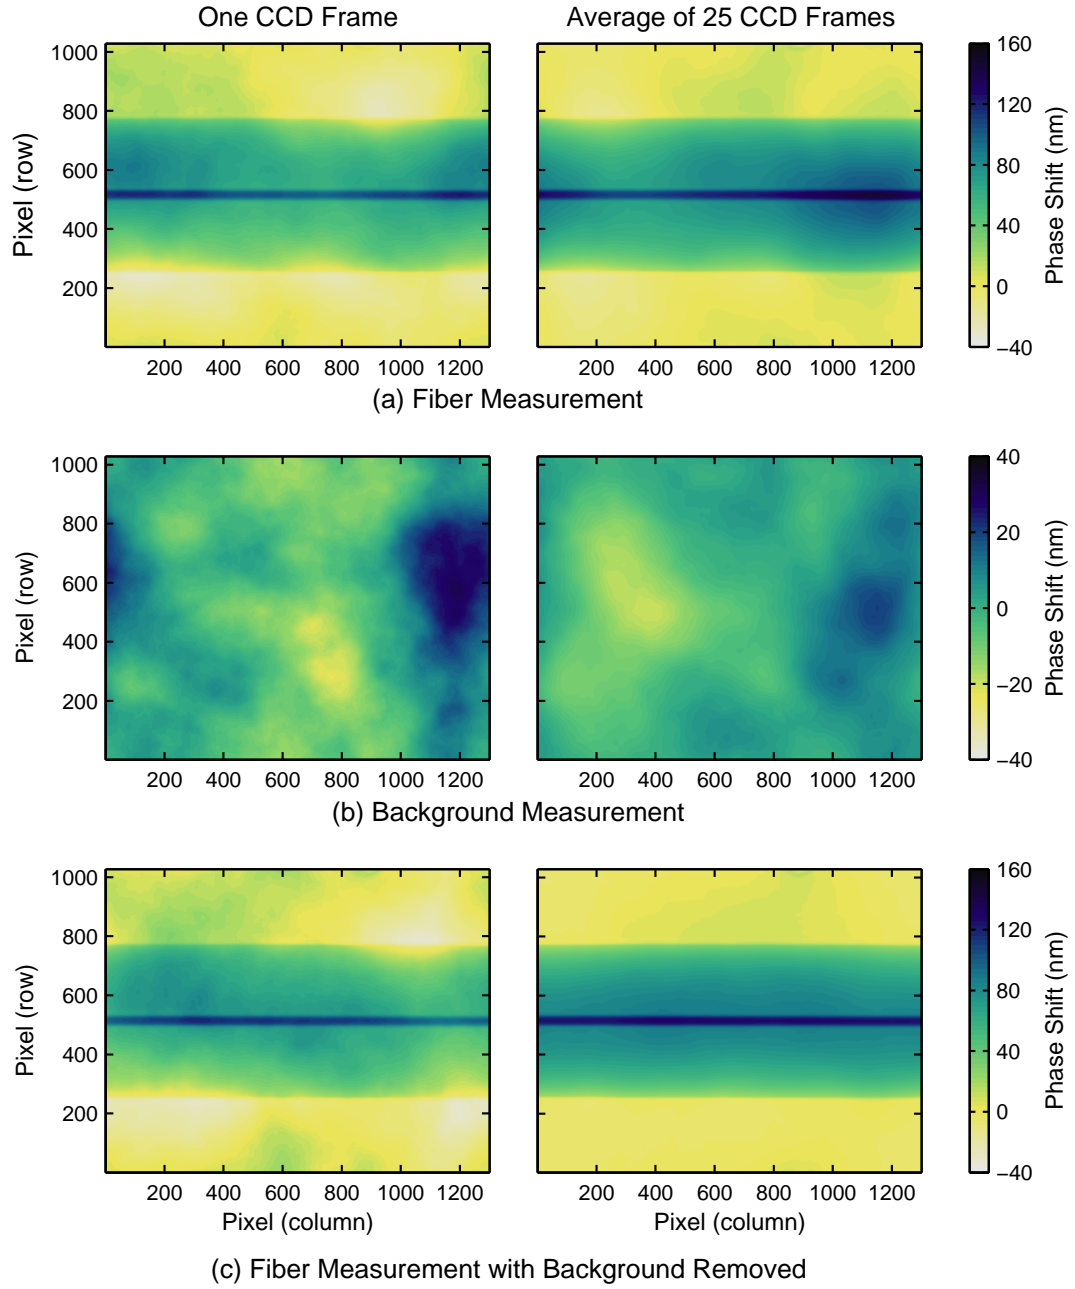 One CCD Frame
Average of 25 CCD Frames
1000
800
600
400
200
Pixel (row)
200 400 600 800 1000 1200
200 400 600 800 1000 1200
160
120
80
40
0
−40
Phase Shift (nm)
(a) Fiber Measurement
1000
800
600
400
200
Pixel (row)
200 400 600 800 1000 1200
200 400 600 800 1000 1200
40
20
0
−20
−40
Phase Shift (nm)
(b) Background Measurement
1000
800
600
400
200
Pixel (row)
200 400 600 800 1000 1200
Pixel (column)
200 400 600 800 1000 1200
Pixel (column)
160
120
80
40
0
−40
Phase Shift (nm)
(c) Fiber Measurement with Background Removed